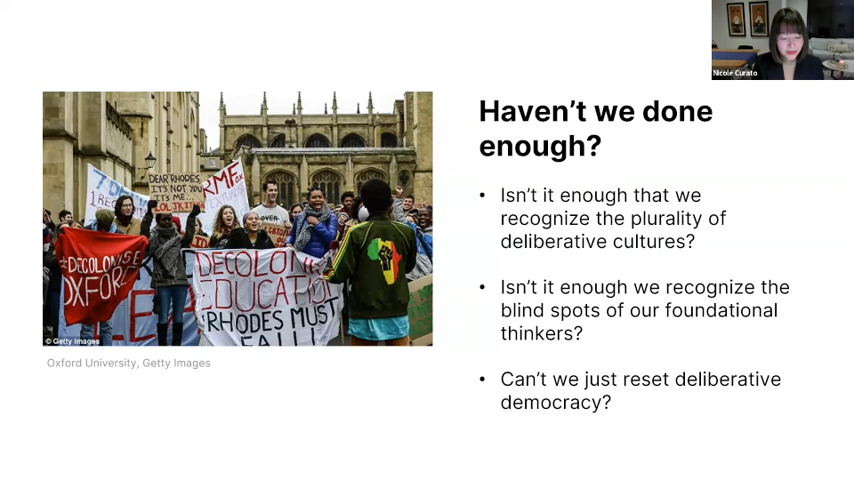 Nicole Curato
Haven't we done
enough?
• Isn't it enough that we
recognize the plurality of
deliberative cultures?
• Isn't it enough we recognize the
blind spots of our foundational
thinkers?
• Can't we just reset deliberative
democracy?
DEAR RHODES,
IT'S NOT YOU
IT'S ME...
RMF
#DECOLONISE
OXFORD
DECOLONISE
EDUCATION
RHODES MUST
FALL
© Getty Images
Oxford University, Getty Images